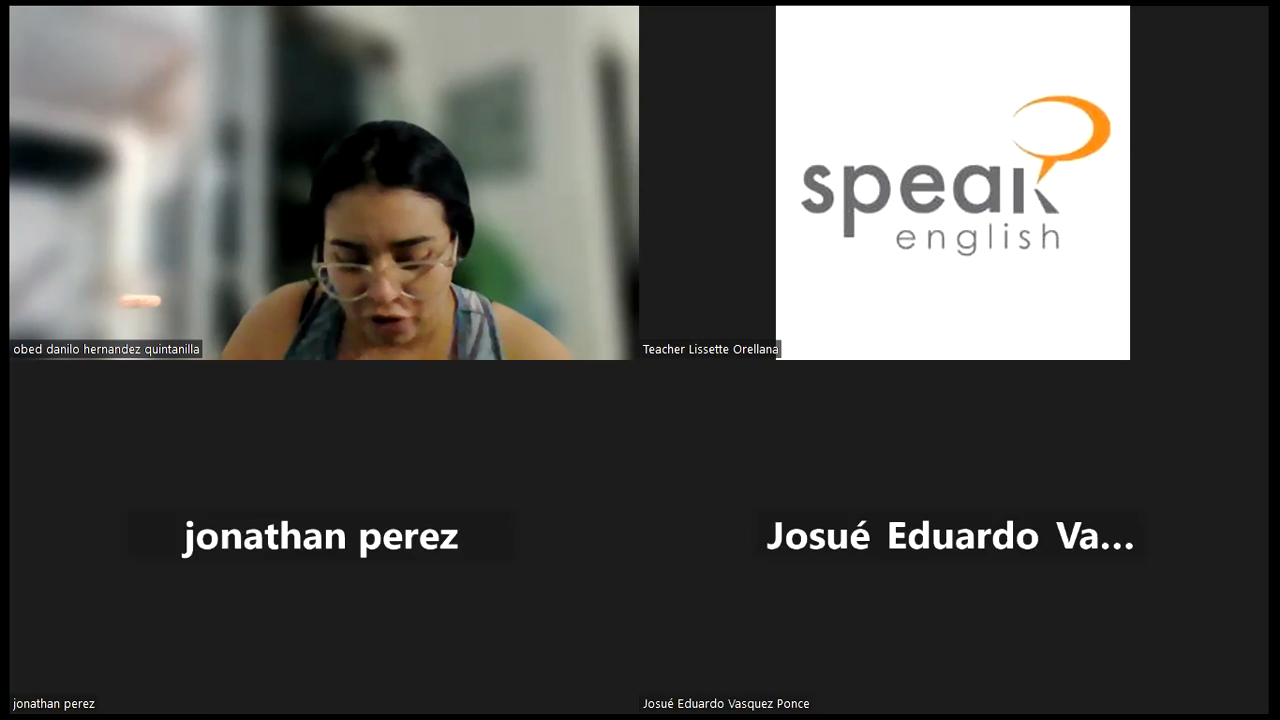 obed danilo hernandez quintanilla
speak
english
Teacher Lissette Orellana
jonathan perez
Josué Eduardo Va...
jonathan perez
Josué Eduardo Vasquez Ponce